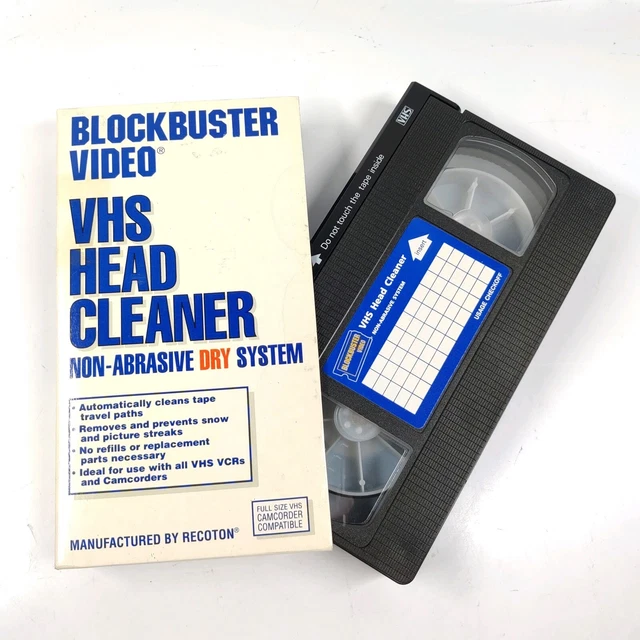 BLOCKBUSTER
VIDEO®
VHS
HEAD
CLEANER
NON-ABRASIVE DRY SYSTEM
• Automatically cleans tape
travel paths
• Removes and prevents snow
and picture streaks
• No refills or replacement
parts necessary
• Ideal for use with all VHS VCRs
and Camcorders
FULL SIZE VHS
CAMCORDER
COMPATIBLE
MANUFACTURED BY RECOTON®
VHS
Do not touch the tape inside
Insert
VHS Head Cleaner
NON-ABRASIVE SYSTEM
BLOCKBUSTER
VIDEO
USAGE CHECKOFF